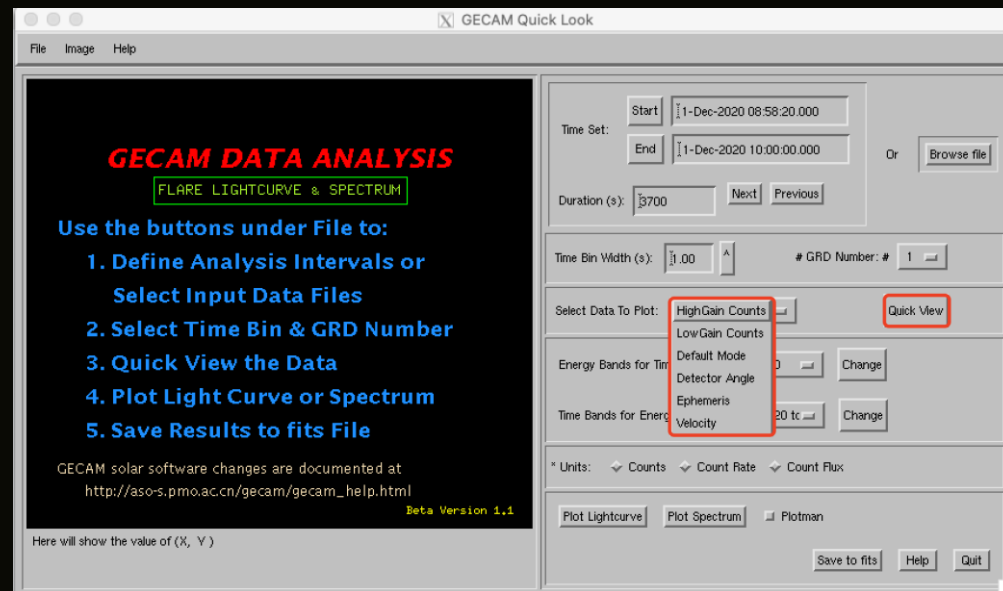 GECAM Quick Look
File Image Help
GECAM DATA ANALYSIS
FLARE LIGHTCURVE & SPECTRUM
Use the buttons under File to:
1. Define Analysis Intervals or
Select Input Data Files
2. Select Time Bin & GRD Number
3. Quick View the Data
4. Plot Light Curve or Spectrum
5. Save Results to fits File
GECAM solar software changes are documented at
http://aso-s.pmo.ac.cn/gecam/gecam_help.html
Beta Version 1.1
Here will show the value of (X, Y)
Time Set:
Start 1-Dec-2020 08:58:20.000
End 1-Dec-2020 10:00:00.000
Or Browse file
Duration (s): 3700 Next Previous
Time Bin Width (s): 1.00 ^ # GRD Number: # 1
Select Data To Plot: HighGain Counts Quick View
LowGain Counts
Default Mode
Detector Angle
Ephemeris
Velocity
Energy Bands for Change
Time Bands for Change
* Units: Counts Count Rate Count Flux
Plot Lightcurve Plot Spectrum Plotman
Save to fits Help Quit